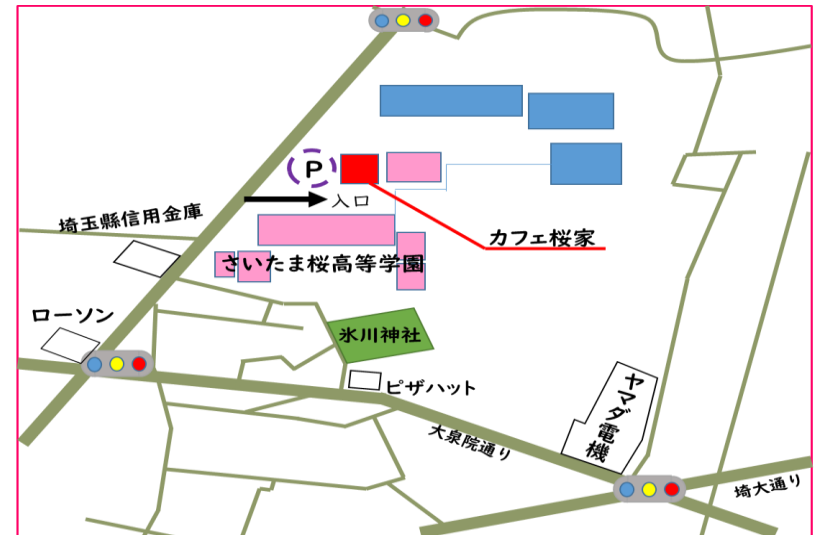 P
入口
埼玉縣信用金庫
カフェ桜家
さいたま桜高等学園
ローソン
氷川神社
ピザハット
ヤマダ電機
大泉院通り
埼大通り